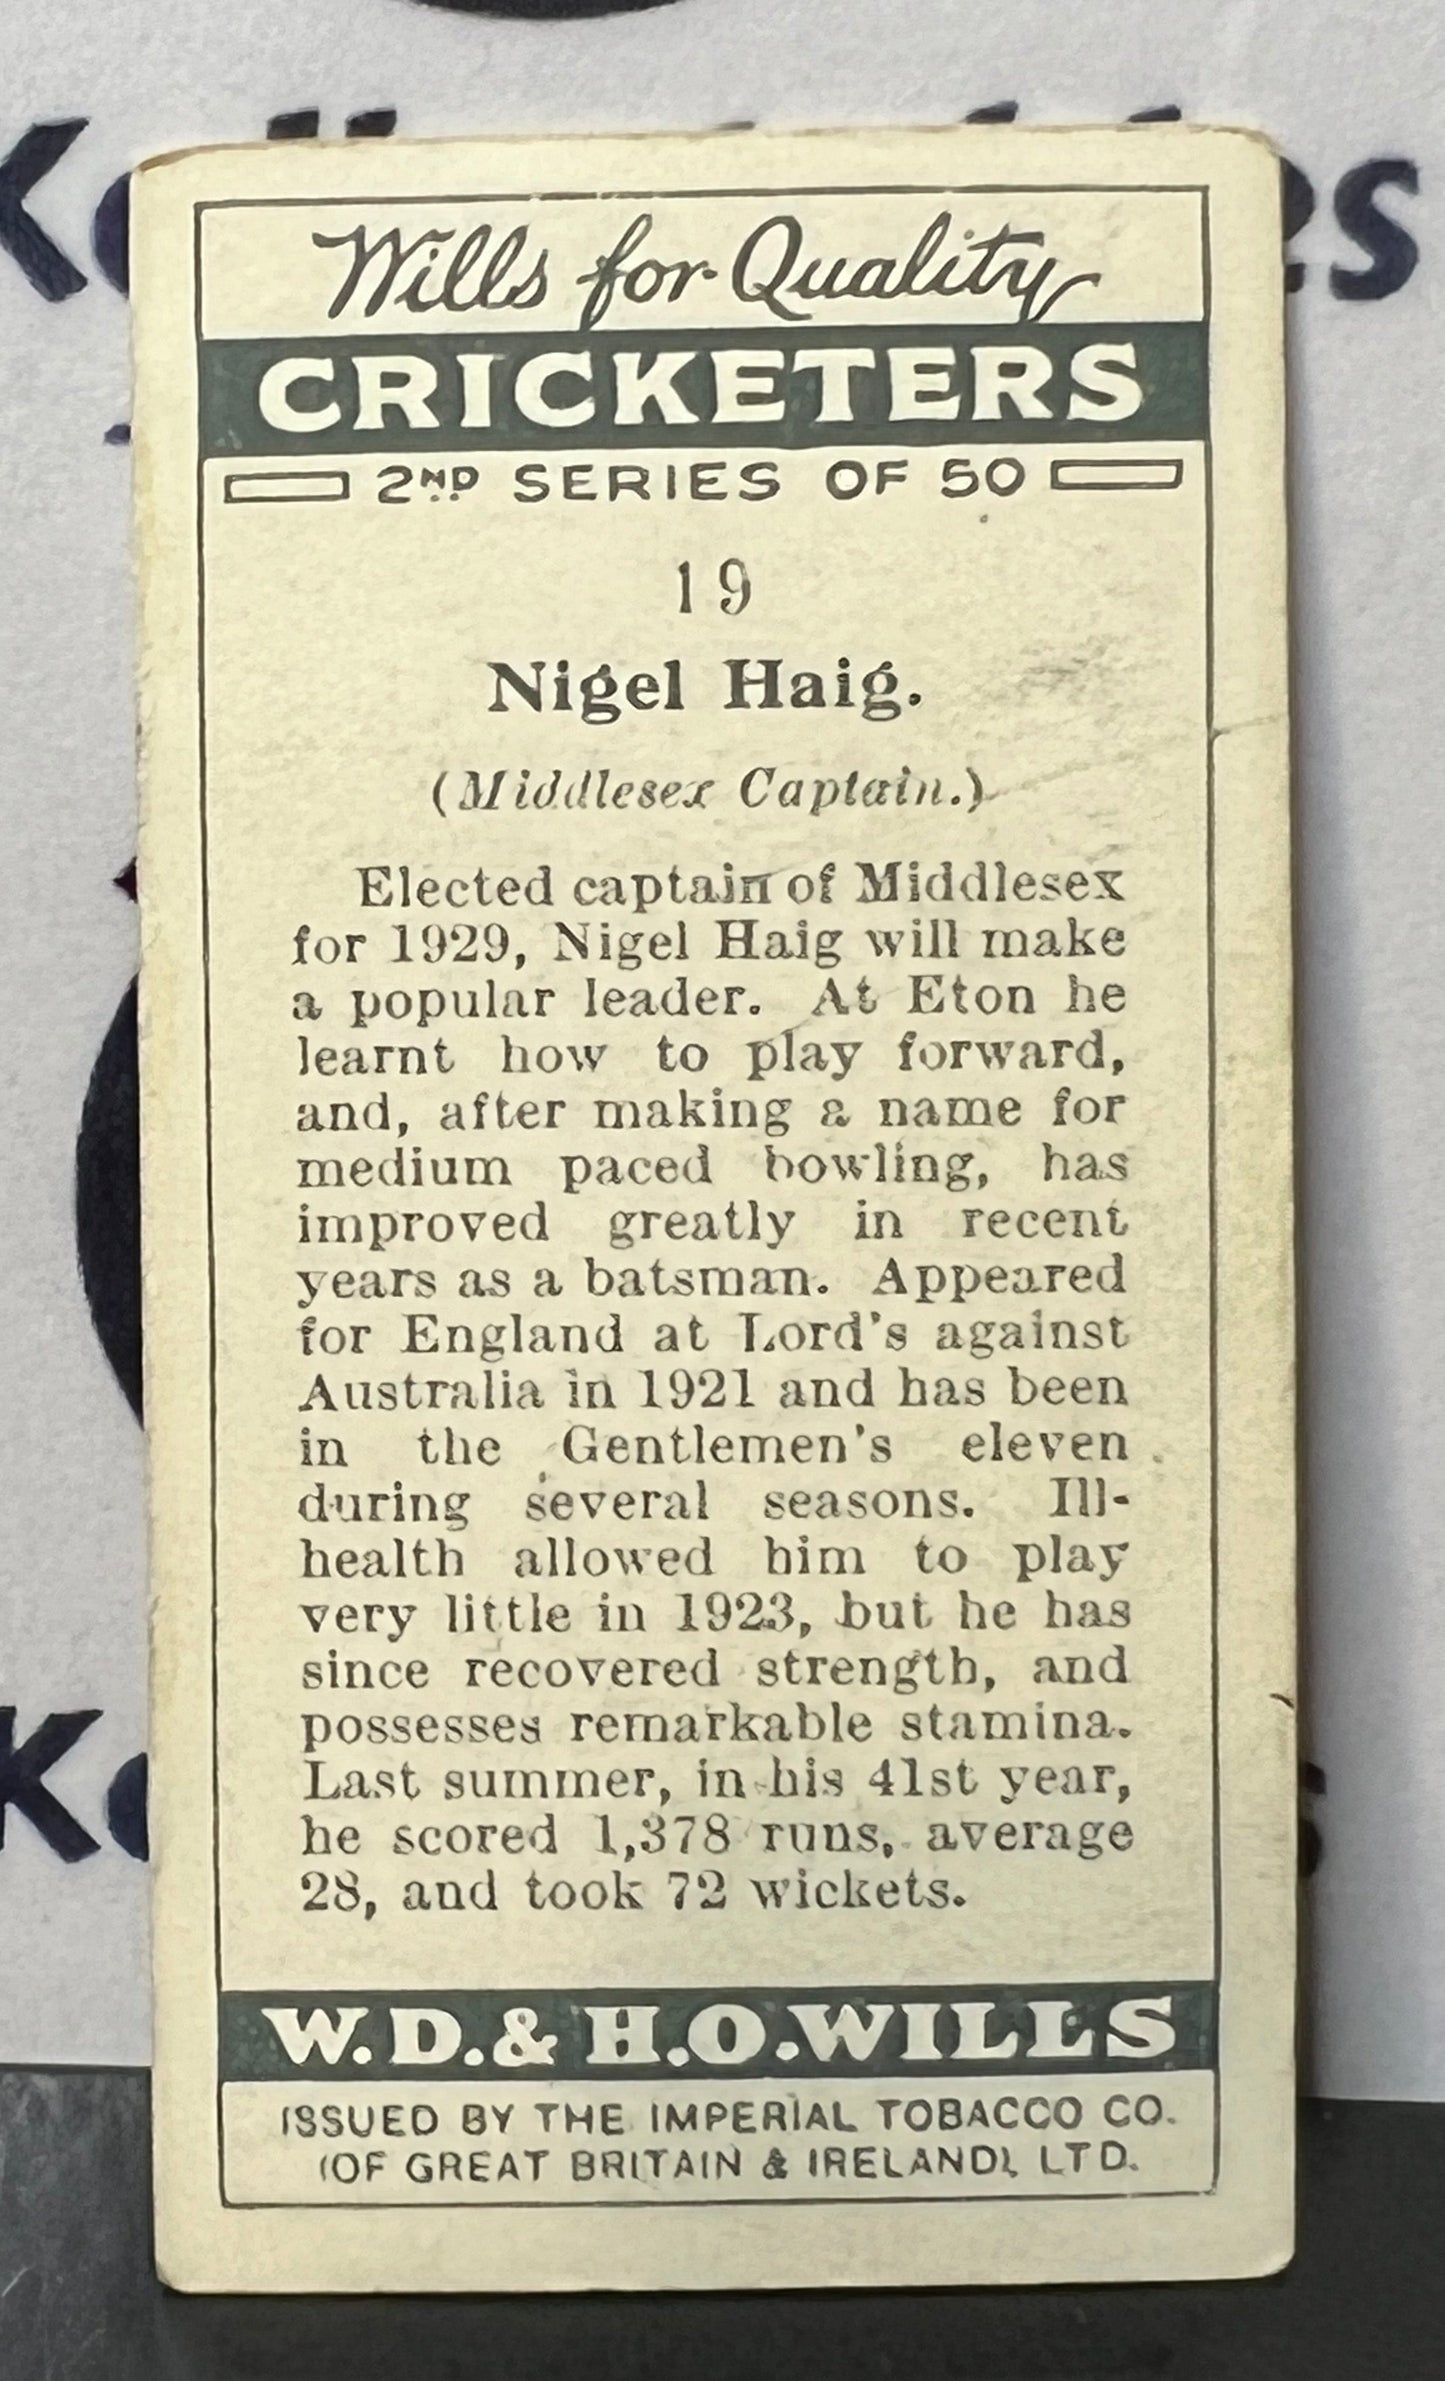 Wills for Quality
CRICKETERS
2ND SERIES OF 50
19
Nigel Haig.
(Middlesex Captain.)
Elected captain of Middlesex
for 1929, Nigel Haig will make
a popular leader. At Eton he
learnt how to play forward,
and, after making a name for
medium paced bowling, has
improved greatly in recent
years as a batsman. Appeared
for England at Lord's against
Australia in 1921 and has been
in the Gentlemen's eleven
during several seasons. Ill-
health allowed him to play
very little in 1923, but he has
since recovered strength, and
possesses remarkable stamina.
Last summer, in his 41st year,
he scored 1,378 runs, average
28, and took 72 wickets.
W.D.& H.O.WILLS
ISSUED BY THE IMPERIAL TOBACCO CO.
(OF GREAT BRITAIN & IRELAND), LTD.